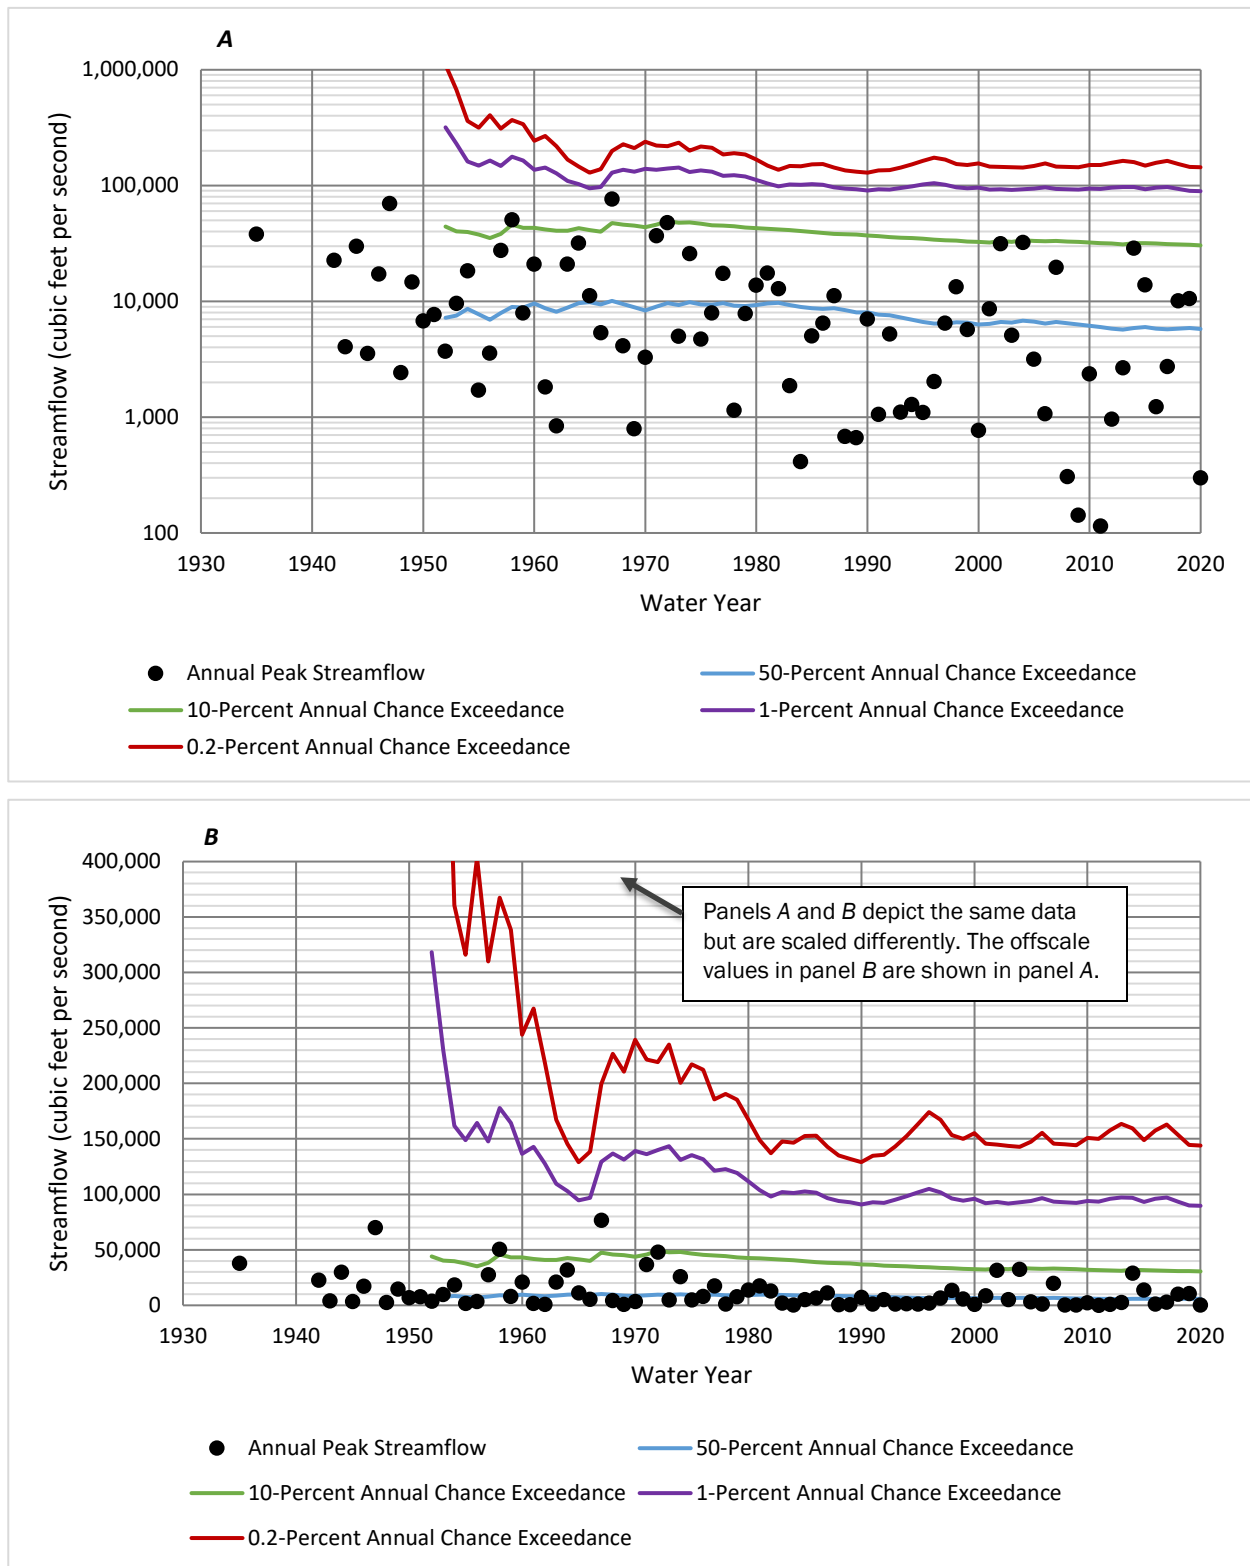 A
Streamflow (cubic feet per second)
1,000,000
100,000
10,000
1,000
100
1930 1940 1950 1960 1970 1980 1990 2000 2010 2020
Water Year
Annual Peak Streamflow
50-Percent Annual Chance Exceedance
10-Percent Annual Chance Exceedance
1-Percent Annual Chance Exceedance
0.2-Percent Annual Chance Exceedance
B
Streamflow (cubic feet per second)
400,000
350,000
300,000
250,000
200,000
150,000
100,000
50,000
0
Panels A and B depict the same data
but are scaled differently. The offscale
values in panel B are shown in panel A.
1930 1940 1950 1960 1970 1980 1990 2000 2010 2020
Water Year
Annual Peak Streamflow
50-Percent Annual Chance Exceedance
10-Percent Annual Chance Exceedance
1-Percent Annual Chance Exceedance
0.2-Percent Annual Chance Exceedance